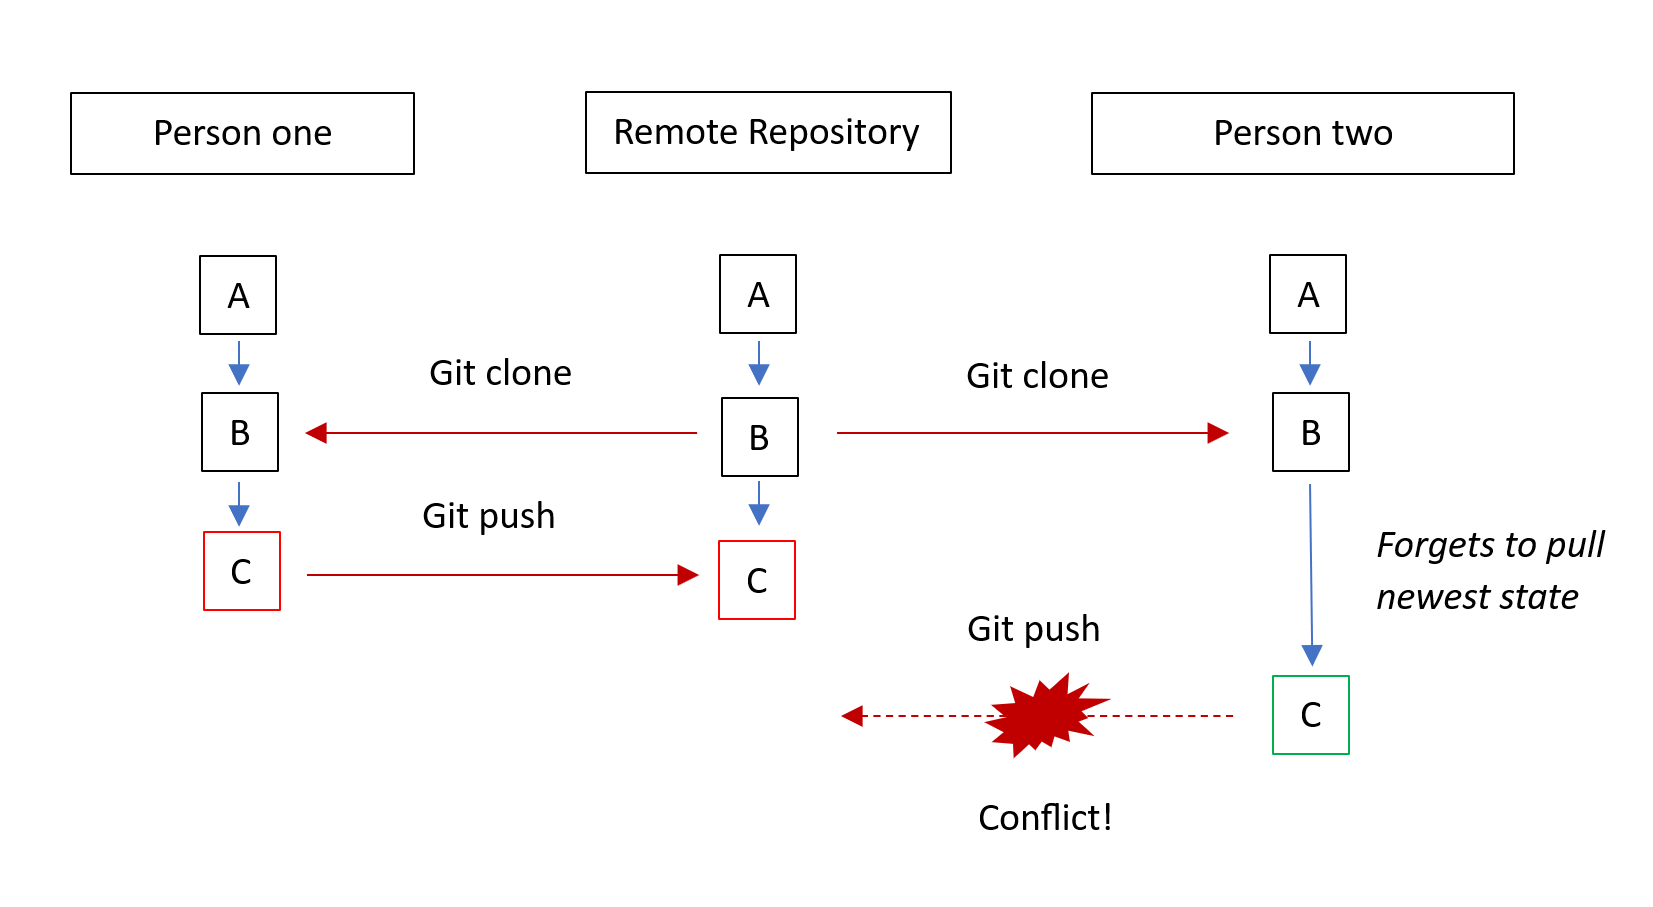 Person one
Remote Repository
Person two
A
A
A
Git clone
Git clone
B
B
B
Git push
C
C
Forgets to pull
newest state
Git push
C
Conflict!